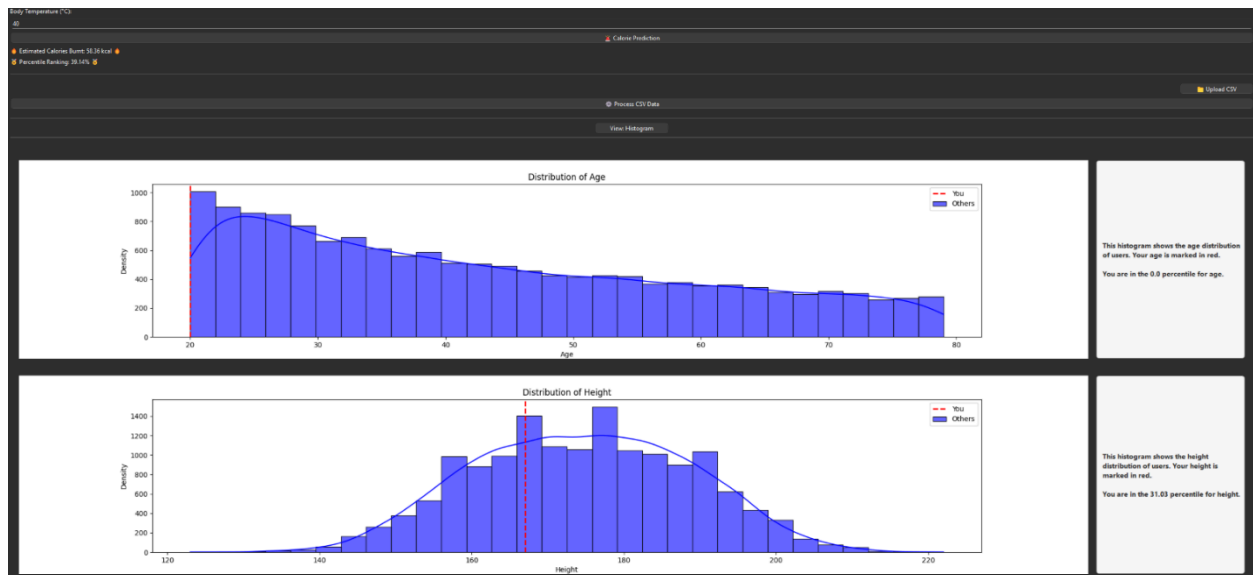 Body Temperature (°C):
40
⏳ Calorie Prediction
🔥 Estimated Calories Burnt: 58.36 kcal 🔥
🏅 Percentile Ranking: 39.14% 🏅
📁 Upload CSV
⚙ Process CSV Data
View Histogram
Distribution of Age
You
Others
Density
1000
800
600
400
200
0
20 30 40 50 60 70 80
Age
This histogram shows the age distribution
of users. Your age is marked in red.
You are in the 0.0 percentile for age.
Distribution of Height
You
Others
Density
1400
1200
1000
800
600
400
200
0
120 140 160 180 200 220
Height
This histogram shows the height
distribution of users. Your height is
marked in red.
You are in the 31.03 percentile for height.